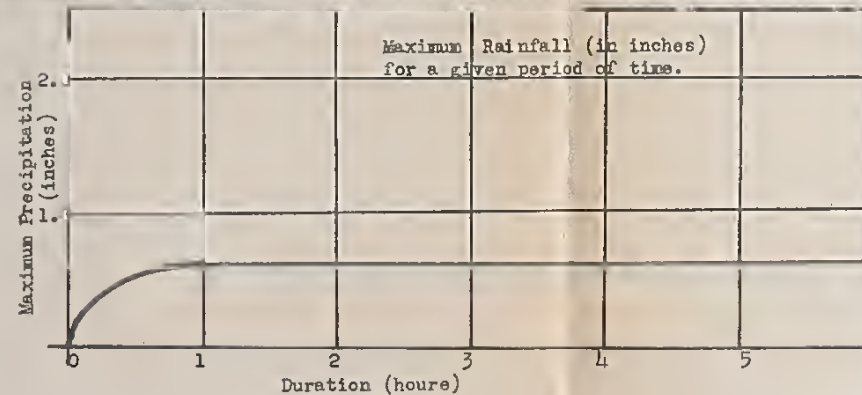 Maximum Rainfall (in inches)
for a given period of time.
Maximum Precipitation
(inches)
2.
1.
0 1 2 3 4 5
Duration (houre)